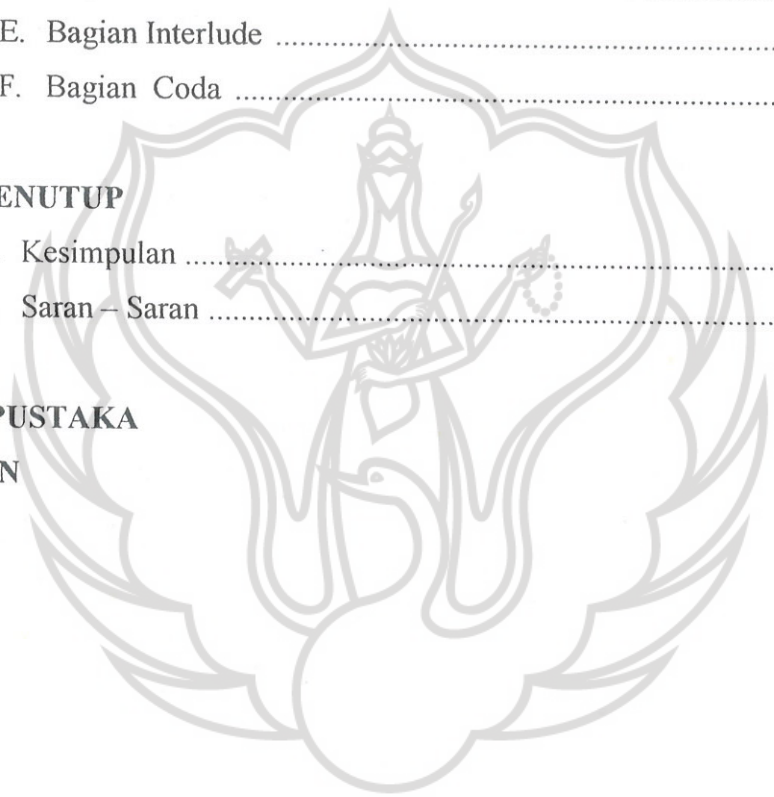 E. Bagian Interlude ................................................................
F. Bagian Coda ................................................................
ENUTUP
Kesimpulan ................................................................
Saran – Saran ................................................................
PUSTAKA
N